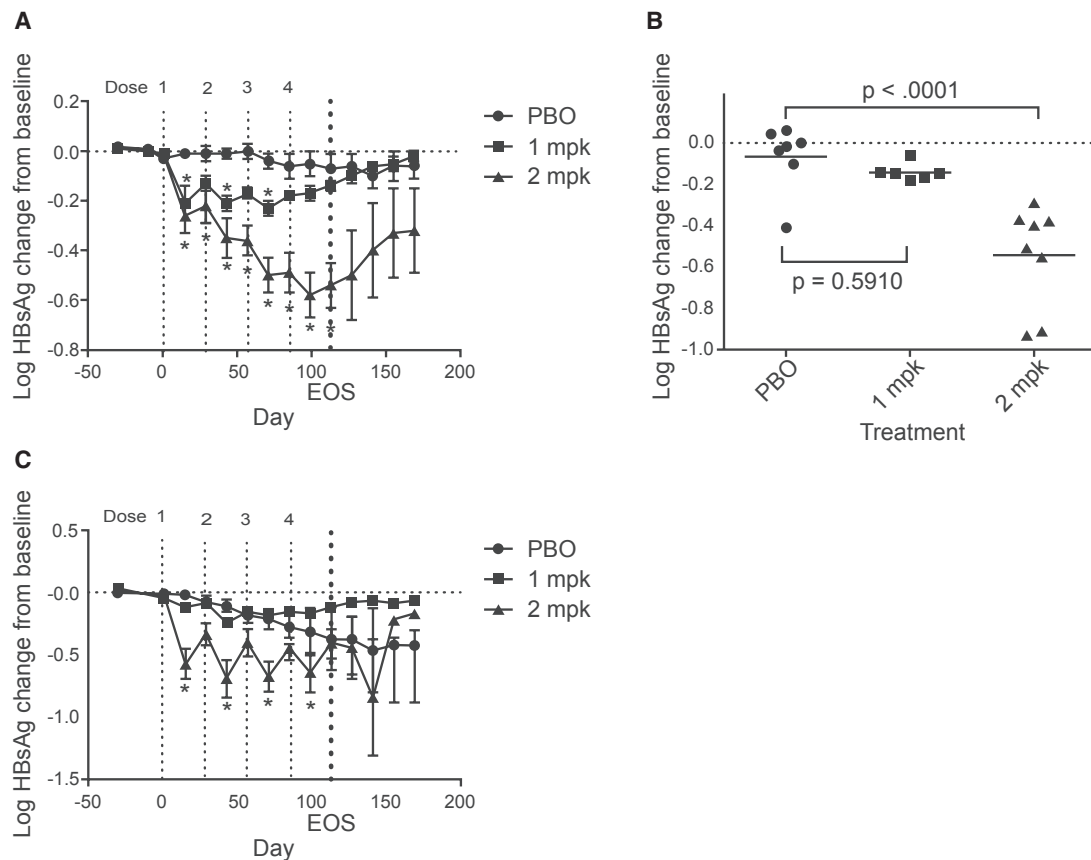 A
Log HBsAg change from baseline
Dose 1 2 3 4
0.2
0.0
-0.2
-0.4
-0.6
-0.8
* * *
* * * * * * * *
-50 0 50 100 150 200
EOS
Day
PBO
1 mpk
2 mpk
B
Log HBsAg change from baseline
p < .0001
0.0
-0.2
-0.4
-0.6
-0.8
-1.0
p = 0.5910
PBO 1 mpk 2 mpk
Treatment
C
Log HBsAg change from baseline
Dose 1 2 3 4
0.5
-0.0
-0.5
-1.0
-1.5
* * * *
-50 0 50 100 150 200
EOS
Day
PBO
1 mpk
2 mpk